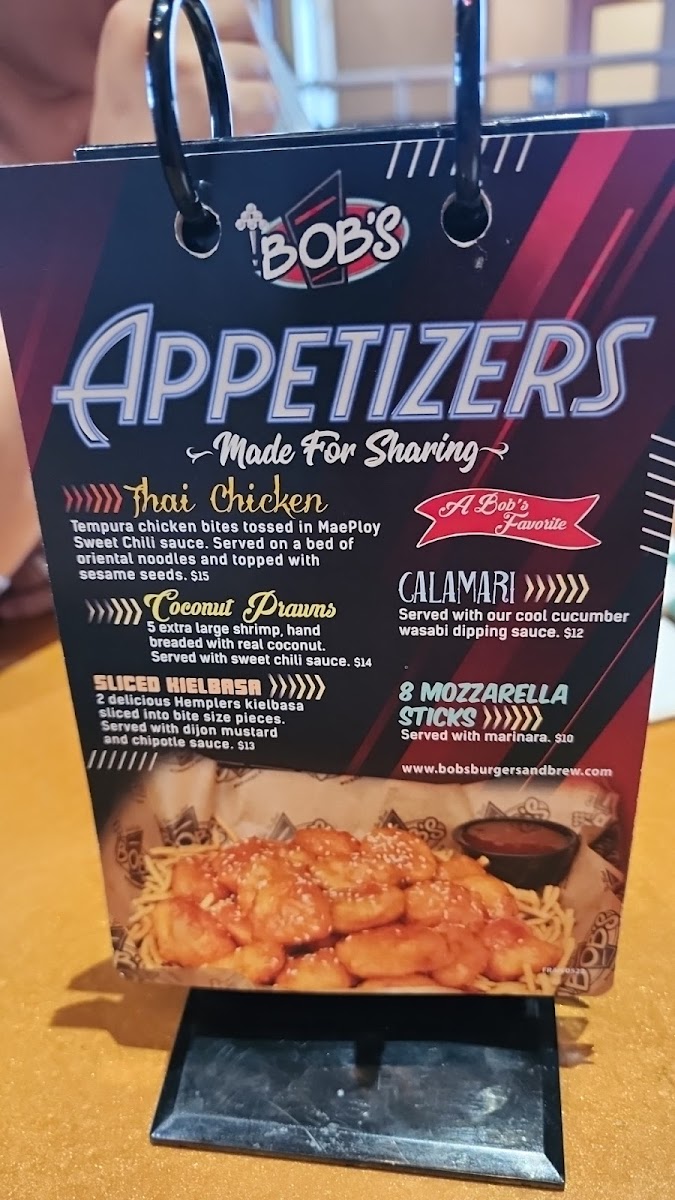 BOB'S
APPETIZERS
Made For Sharing
Thai Chicken
Tempura chicken bites tossed in MaePloy
Sweet Chili sauce. Served on a bed of
oriental noodles and topped with
sesame seeds. $15
Coconut Prawns
5 extra large shrimp, hand
breaded with real coconut.
Served with sweet chili sauce. $14
SLICED KIELBASA
2 delicious Hemplers kielbasa
sliced into bite size pieces.
Served with dijon mustard
and chipotle sauce. $13
A Bob's
Favorite
CALAMARI
Served with our cool cucumber
wasabi dipping sauce. $12
8 MOZZARELLA
STICKS
Served with marinara. $10
www.bobsburgersandbrew.com
BOB'S